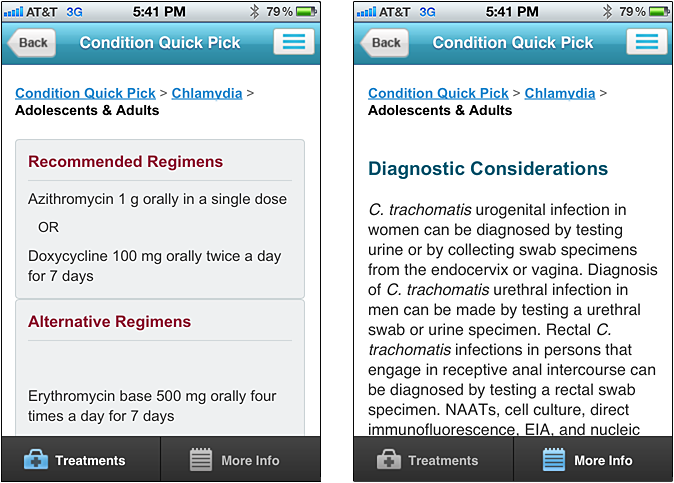 AT&T 3G 5:41 PM 79%
Back Condition Quick Pick
Condition Quick Pick > Chlamydia >
Adolescents & Adults
Recommended Regimens
Azithromycin 1 g orally in a single dose
OR
Doxycycline 100 mg orally twice a day
for 7 days
Alternative Regimens
Erythromycin base 500 mg orally four
times a day for 7 days
Treatments More Info
AT&T 3G 5:41 PM 79%
Back Condition Quick Pick
Condition Quick Pick > Chlamydia >
Adolescents & Adults
Diagnostic Considerations
C. trachomatis urogenital infection in
women can be diagnosed by testing
urine or by collecting swab specimens
from the endocervix or vagina. Diagnosis
of C. trachomatis urethral infection in
men can be made by testing a urethral
swab or urine specimen. Rectal C.
trachomatis infections in persons that
engage in receptive anal intercourse can
be diagnosed by testing a rectal swab
specimen. NAATs, cell culture, direct
immunofluorescence, EIA, and nucleic
Treatments More Info